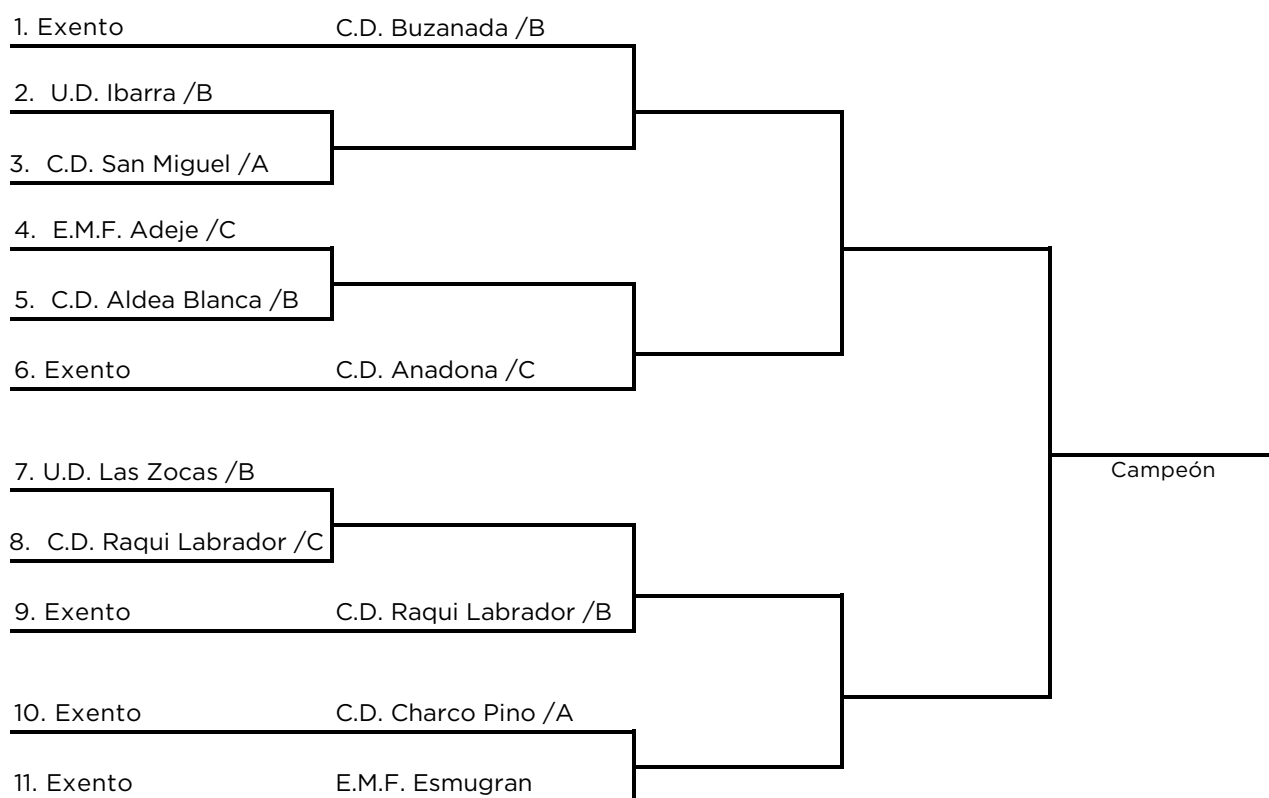 1. Exento C.D. Buzanada /B
2. U.D. Ibarra /B
3. C.D. San Miguel /A
4. E.M.F. Adeje /C
5. C.D. Aldea Blanca /B
6. Exento C.D. Anadona /C
7. U.D. Las Zocas /B
Campeón
8. C.D. Raqui Labrador /C
9. Exento C.D. Raqui Labrador /B
10. Exento C.D. Charco Pino /A
11. Exento E.M.F. Esmugran